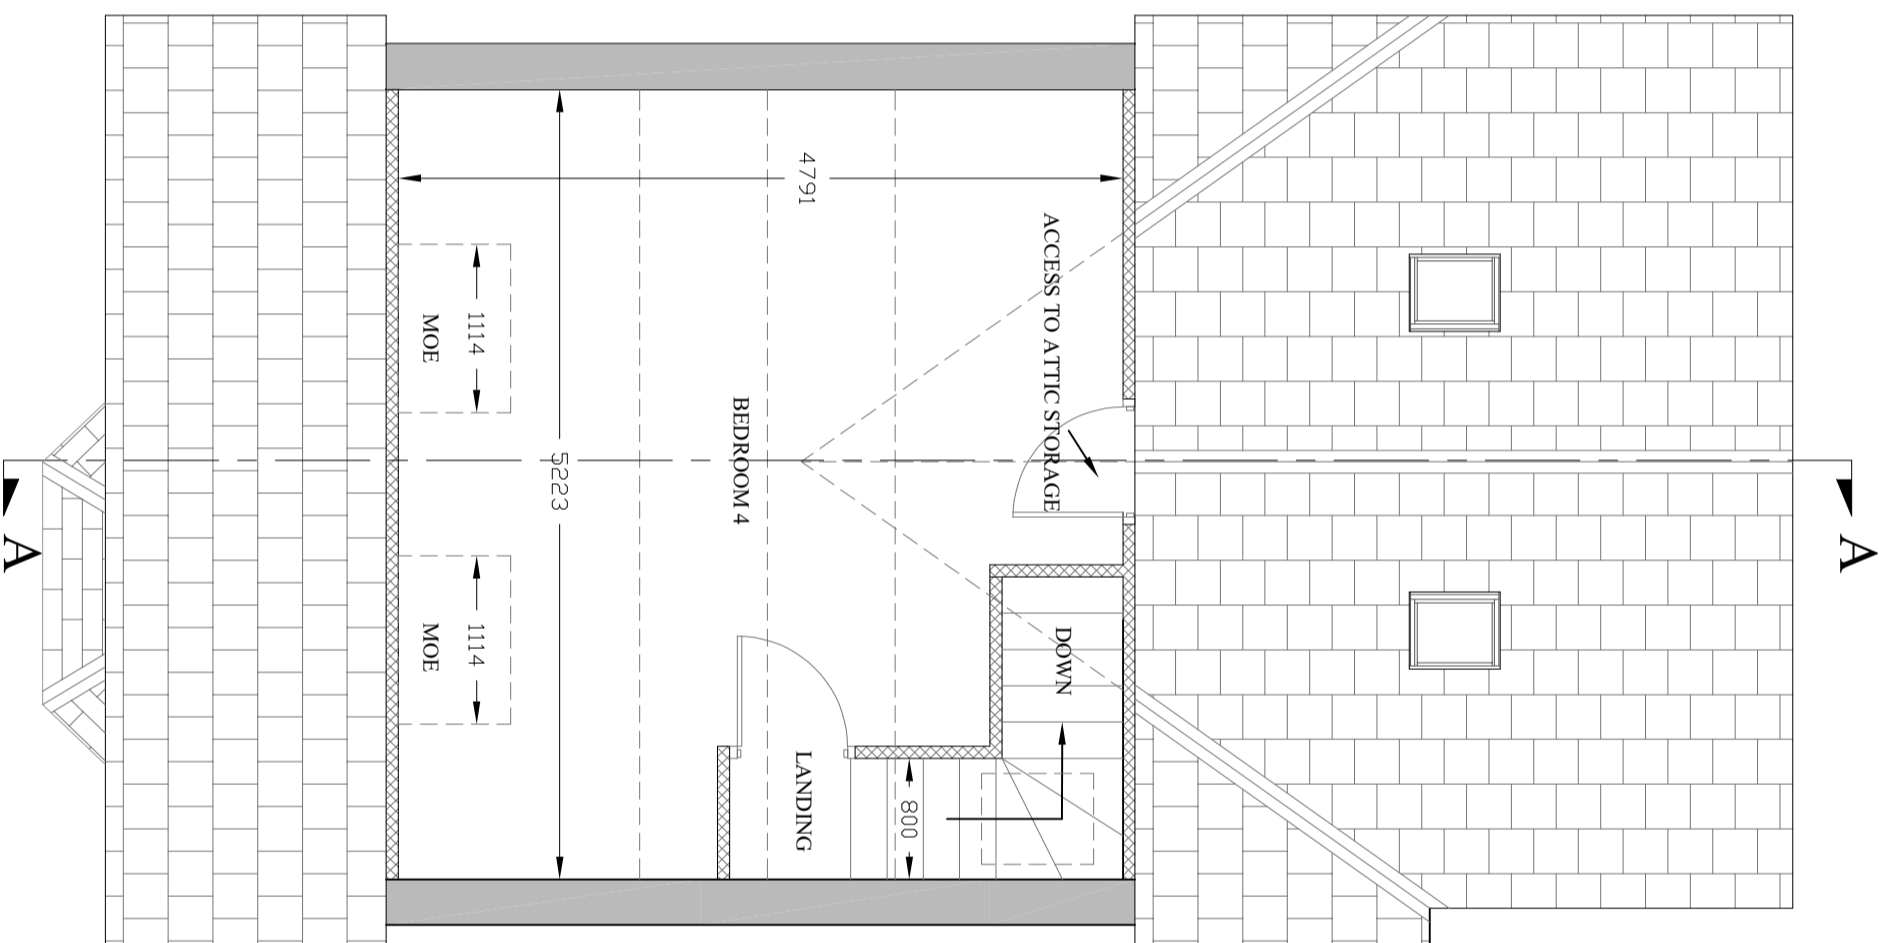 A
A
ACCESS TO ATTIC STORAGE
4791
BEDROOM 4
5223
1114
MOE
1114
MOE
DOWN
LANDING
800